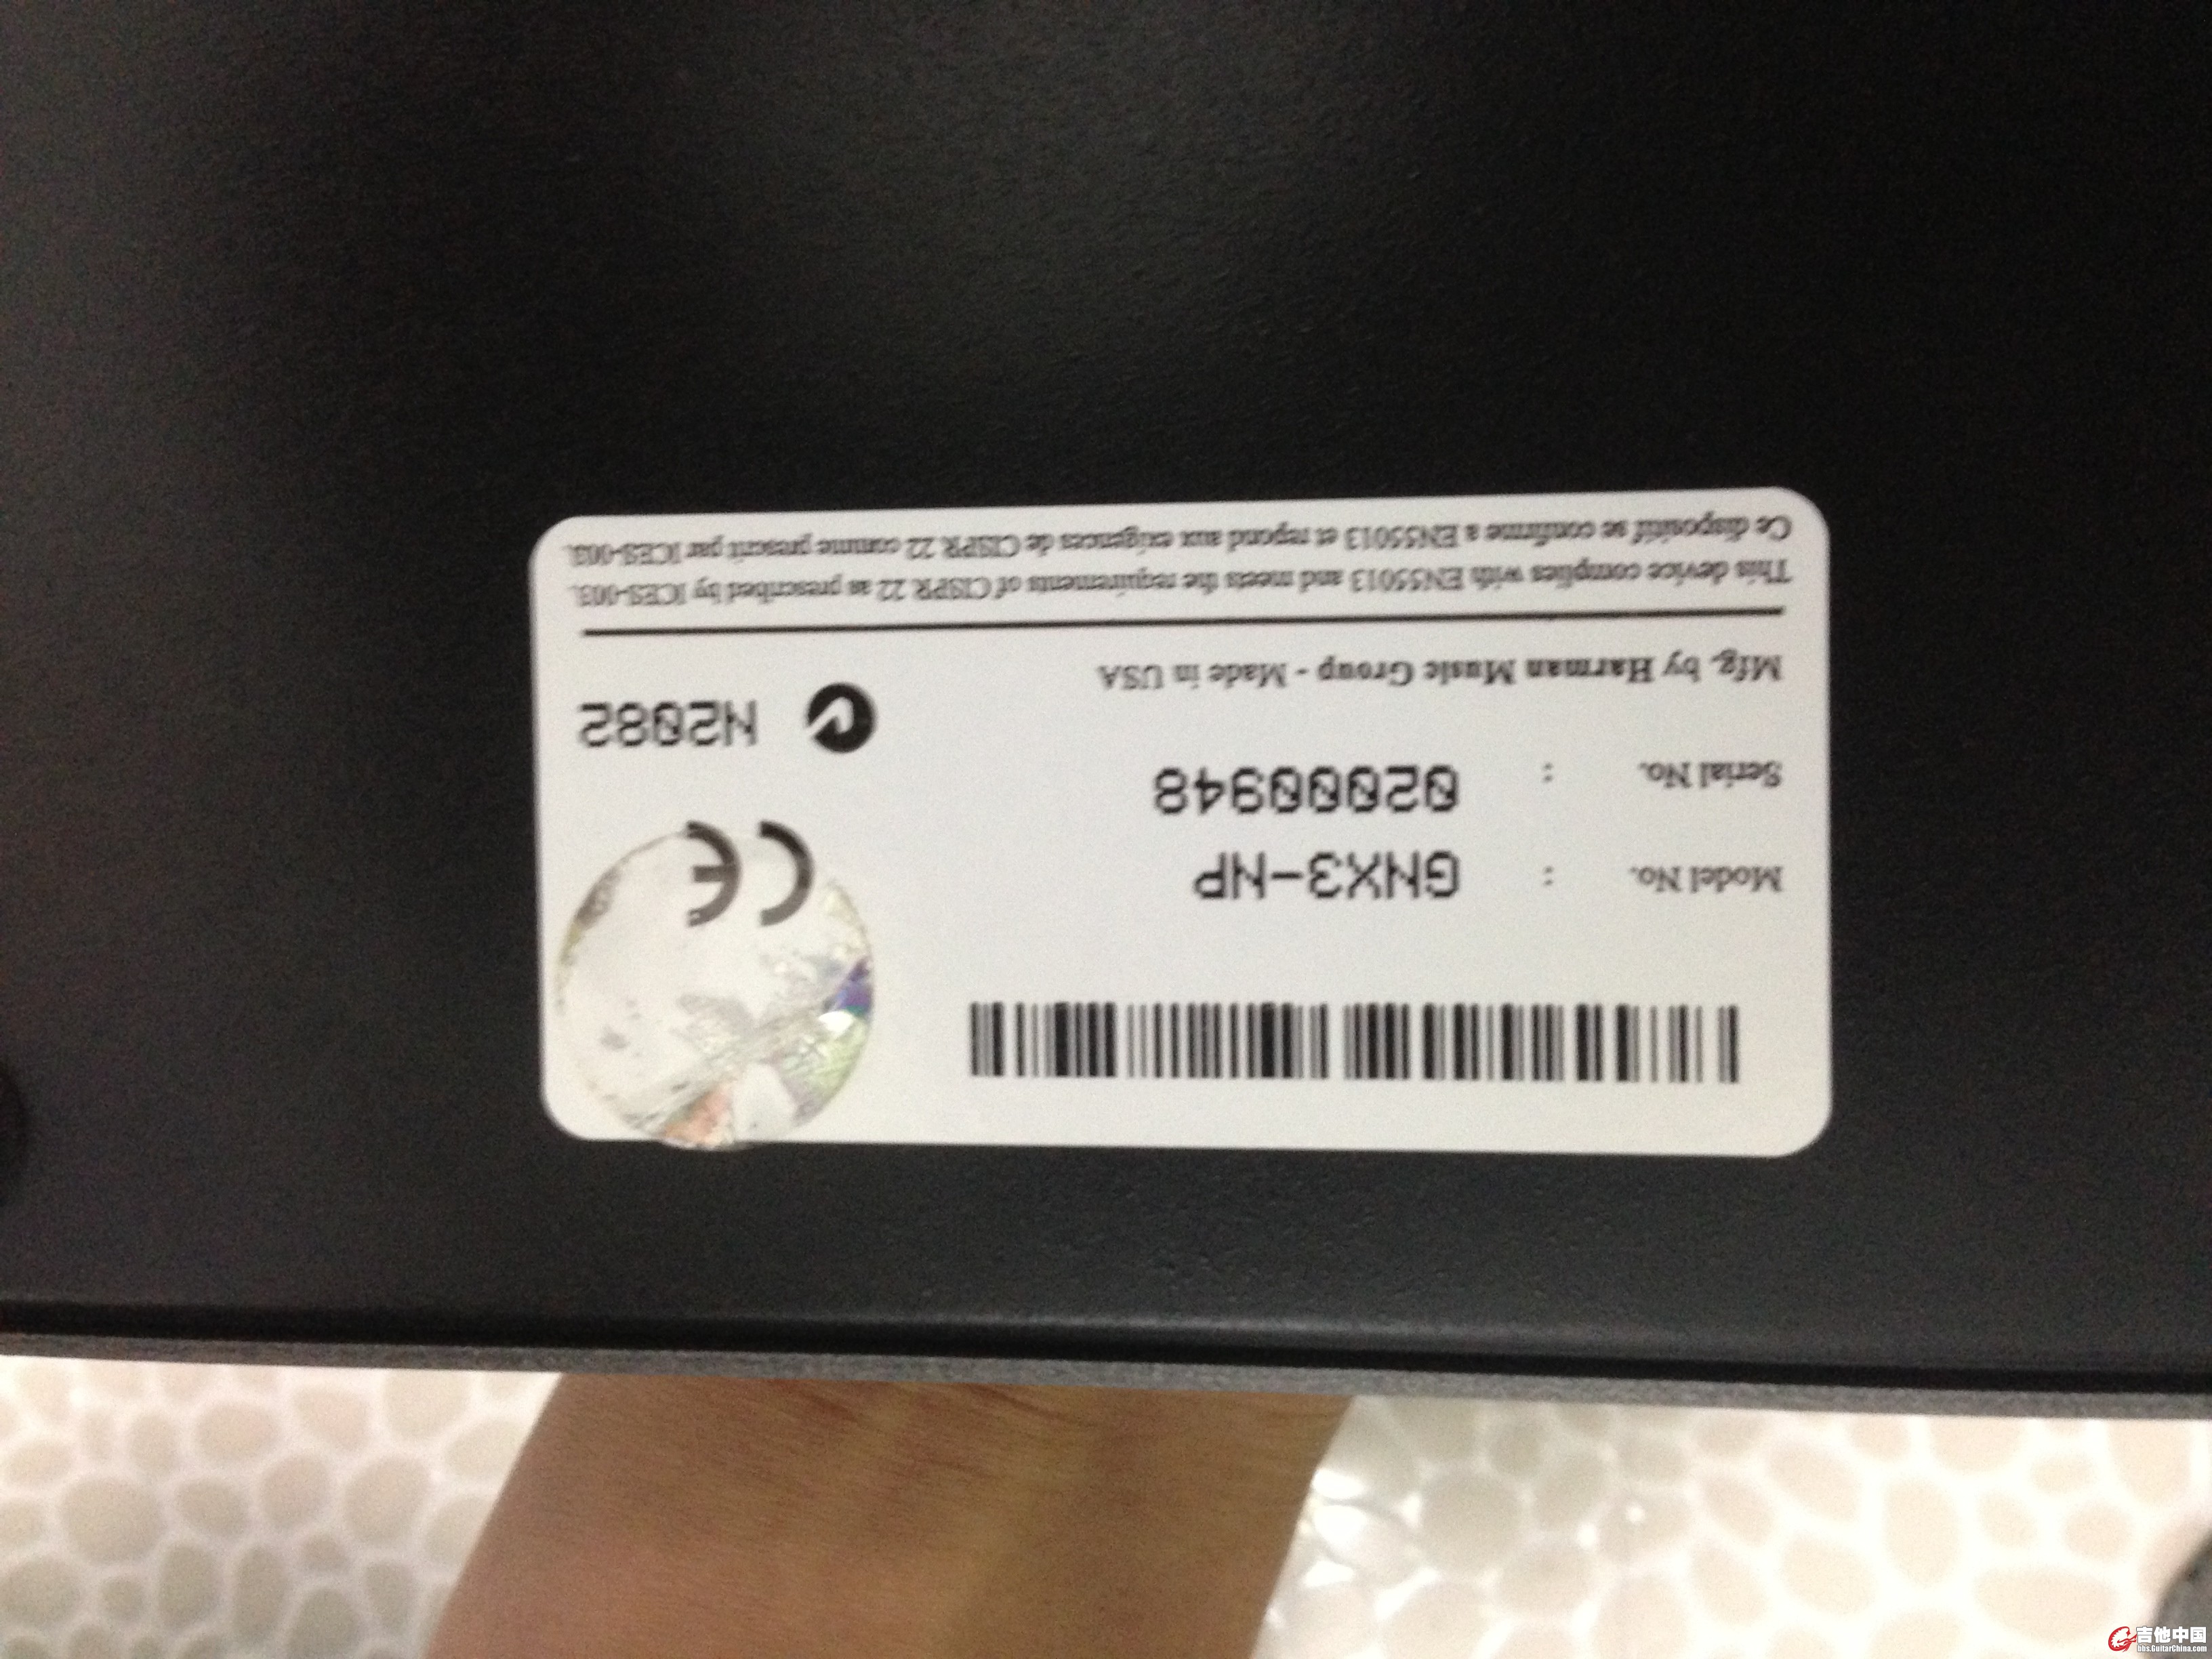 Model No. : GNX3-NP
Serial No. : 02000948
Mfg. by Harman Music Group - Made in USA
CE
N2082
This device complies with EN55013 and meets the requirements of CISPR 22 as prescribed by ICES-003.
Ce dispositif se confirme a EN55013 et repond aux exigences de CISPR 22 comme prescrit par ICES-003.
吉他中国
bbs.GuitarChina.com